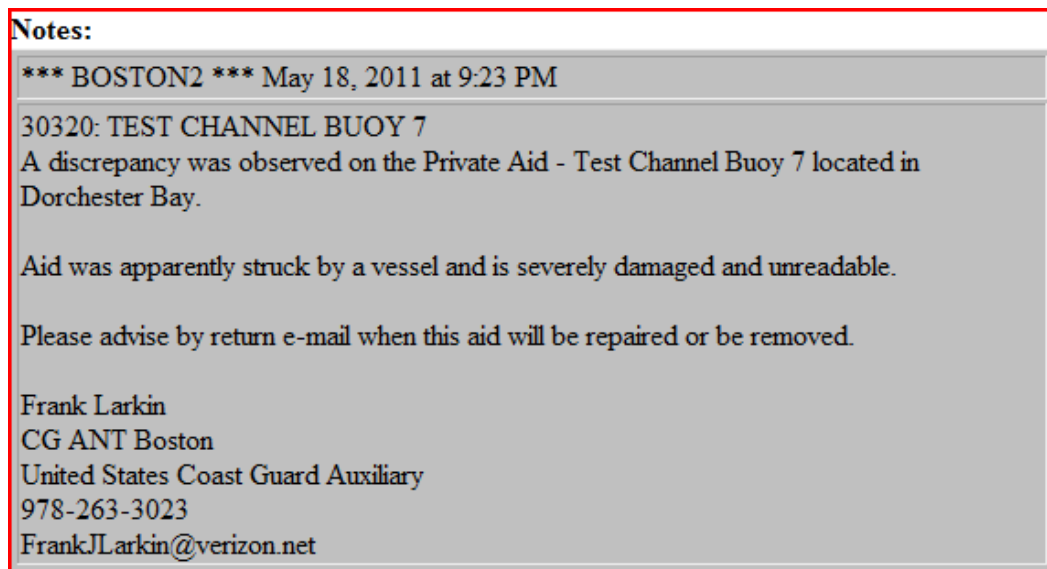 Notes:
*** BOSTON2 *** May 18, 2011 at 9:23 PM
30320: TEST CHANNEL BUOY 7
A discrepancy was observed on the Private Aid - Test Channel Buoy 7 located in
Dorchester Bay.
Aid was apparently struck by a vessel and is severely damaged and unreadable.
Please advise by return e-mail when this aid will be repaired or be removed.
Frank Larkin
CG ANT Boston
United States Coast Guard Auxiliary
978-263-3023
FrankJLarkin@verizon.net